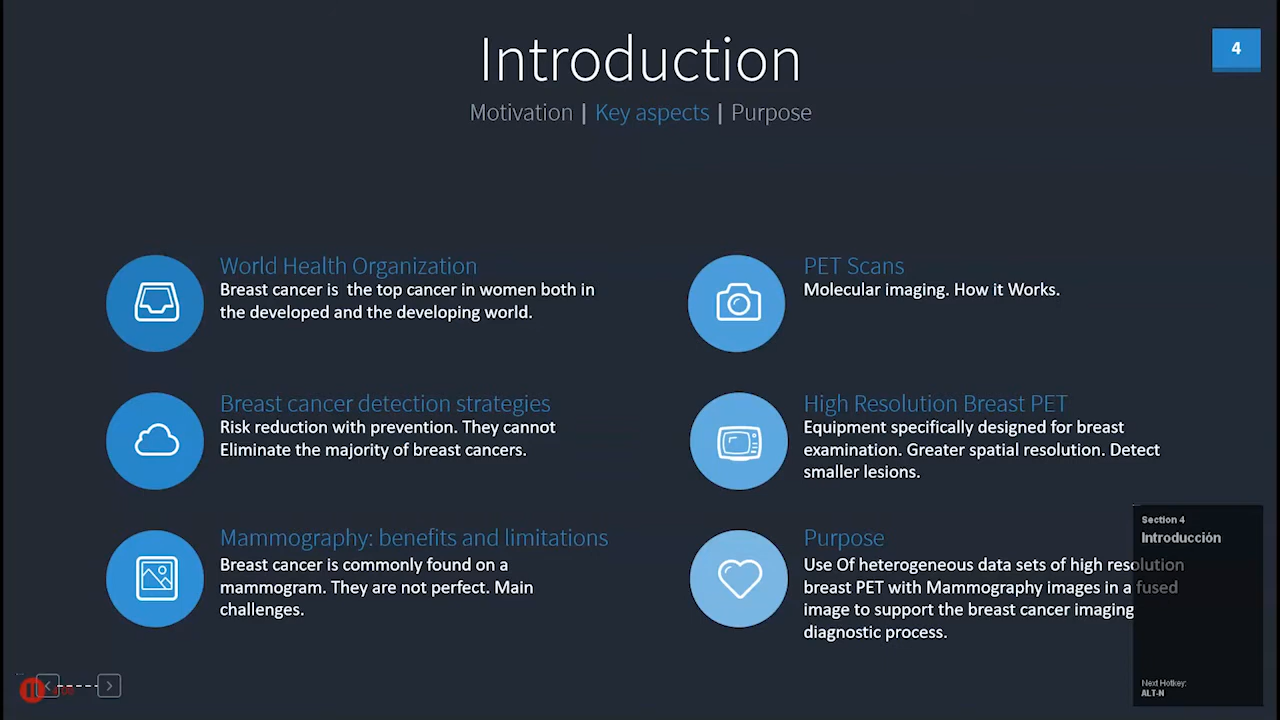 Introduction
4
Motivation | Key aspects | Purpose
World Health Organization
Breast cancer is the top cancer in women both in
the developed and the developing world.
Breast cancer detection strategies
Risk reduction with prevention. They cannot
Eliminate the majority of breast cancers.
Mammography: benefits and limitations
Breast cancer is commonly found on a
mammogram. They are not perfect. Main
challenges.
PET Scans
Molecular imaging. How it Works.
High Resolution Breast PET
Equipment specifically designed for breast
examination. Greater spatial resolution. Detect
smaller lesions.
Purpose
Use Of heterogeneous data sets of high resolution
breast PET with Mammography images in a fused
image to support the breast cancer imaging
diagnostic process.
Section 4
Introducción
Next Hotkey:
ALT-N